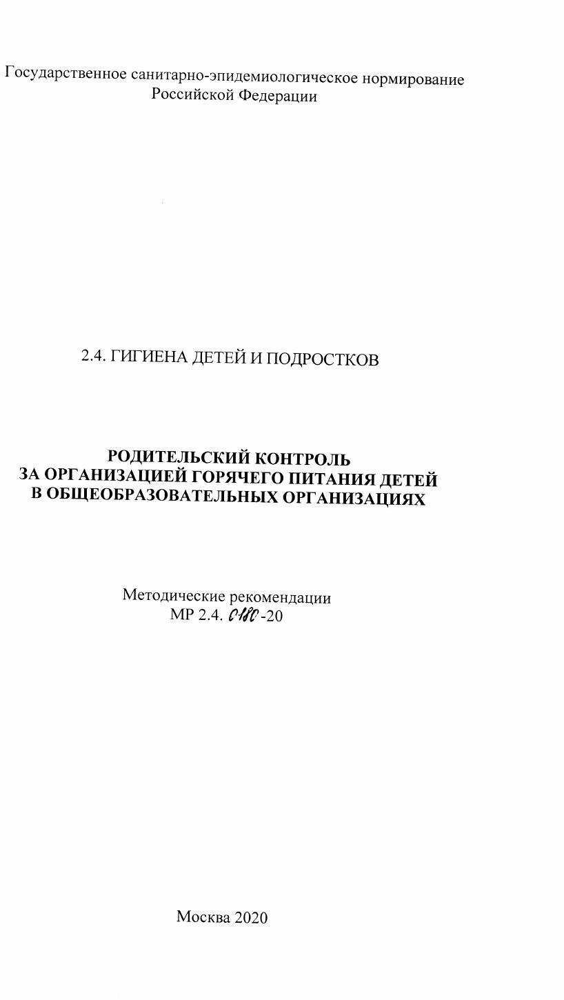 Государственное санитарно-эпидемиологическое нормирование
Российской Федерации
2.4. ГИГИЕНА ДЕТЕЙ И ПОДРОСТКОВ
РОДИТЕЛЬСКИЙ КОНТРОЛЬ
ЗА ОРГАНИЗАЦИЕЙ ГОРЯЧЕГО ПИТАНИЯ ДЕТЕЙ
В ОБЩЕОБРАЗОВАТЕЛЬНЫХ ОРГАНИЗАЦИЯХ
Методические рекомендации
МР 2.4. 0180 -20
Москва 2020